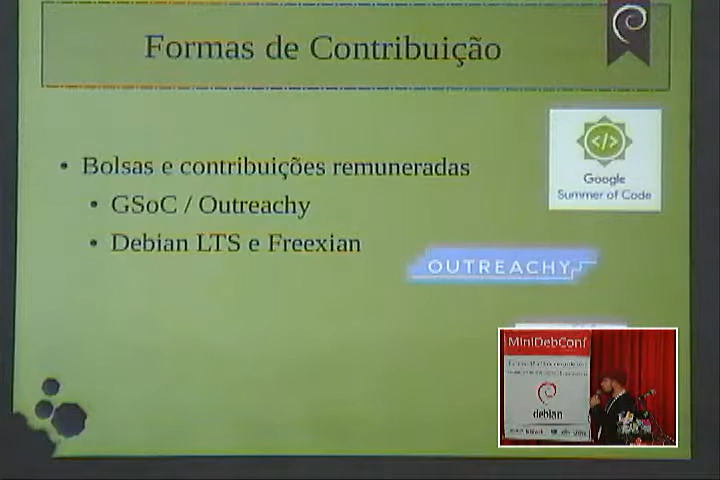 Formas de Contribuição
• Bolsas e contribuições remuneradas
• GSoC / Outreachy
• Debian LTS e Freexian
</>
Google
Summer of Code
OUTREACHY
MiniDebConf
debian